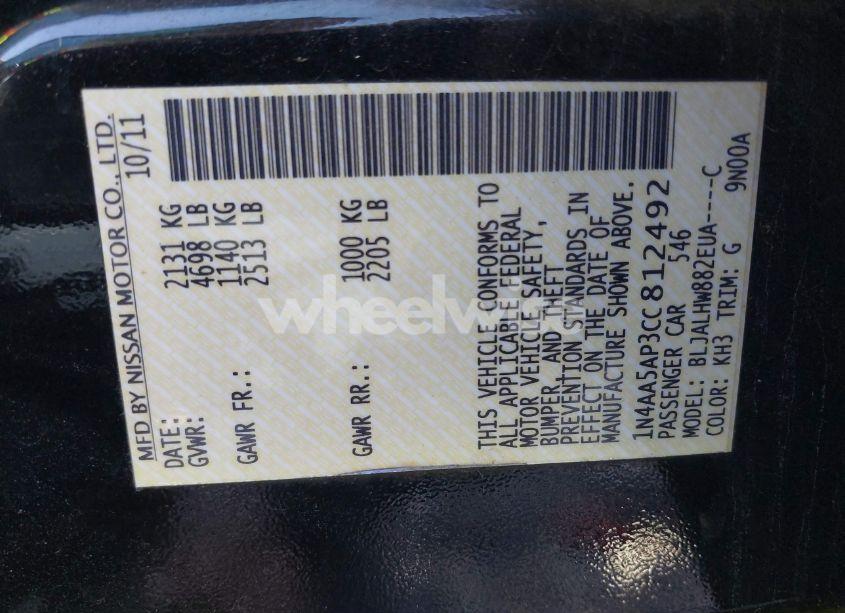 MFD BY NISSAN MOTOR CO., LTD.
DATE: 10/11
GVWR: 2131 KG
4698 LB
GAWR FR.: 1140 KG
2513 LB
GAWR RR.: 1000 KG
2205 LB
THIS VEHICLE CONFORMS TO
ALL APPLICABLE FEDERAL
MOTOR VEHICLE SAFETY,
BUMPER, AND THEFT
PREVENTION STANDARDS IN
EFFECT ON THE DATE OF
MANUFACTURE SHOWN ABOVE.
1N4AA5AP3CC812492
PASSENGER CAR 546
MODEL: BLJALHW882EUA-----C
COLOR: KH3 TRIM: G 9N00A